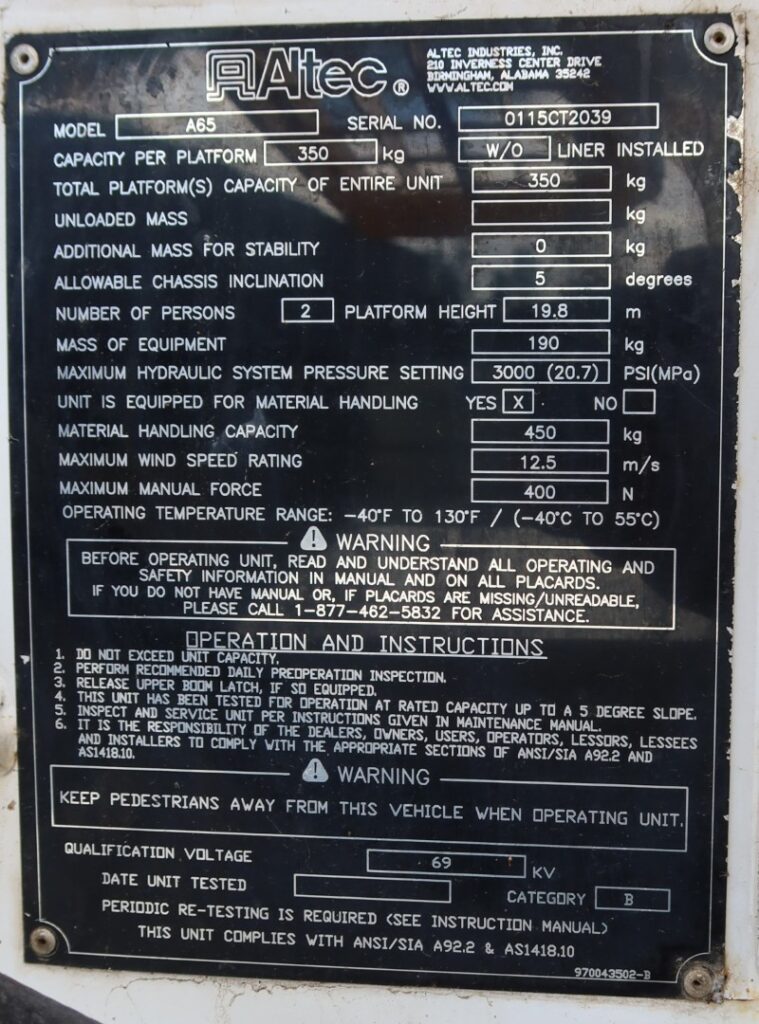 Altec®
ALTEC INDUSTRIES, INC.
210 INVERNESS CENTER DRIVE
BIRMINGHAM, ALABAMA 35242
WWW.ALTEC.COM
MODEL A65 SERIAL NO. 0115CT2039
CAPACITY PER PLATFORM 350 kg W/O LINER INSTALLED
TOTAL PLATFORM(S) CAPACITY OF ENTIRE UNIT 350 kg
UNLOADED MASS kg
ADDITIONAL MASS FOR STABILITY 0 kg
ALLOWABLE CHASSIS INCLINATION 5 degrees
NUMBER OF PERSONS 2 PLATFORM HEIGHT 19.8 m
MASS OF EQUIPMENT 190 kg
MAXIMUM HYDRAULIC SYSTEM PRESSURE SETTING 3000 (20.7) PSI(MPa)
UNIT IS EQUIPPED FOR MATERIAL HANDLING YES X NO
MATERIAL HANDLING CAPACITY 450 kg
MAXIMUM WIND SPEED RATING 12.5 m/s
MAXIMUM MANUAL FORCE 400 N
OPERATING TEMPERATURE RANGE: -40°F TO 130°F / (-40°C TO 55°C)
WARNING
BEFORE OPERATING UNIT, READ AND UNDERSTAND ALL OPERATING AND
SAFETY INFORMATION IN MANUAL AND ON ALL PLACARDS.
IF YOU DO NOT HAVE MANUAL OR, IF PLACARDS ARE MISSING/UNREADABLE,
PLEASE CALL 1-877-462-5832 FOR ASSISTANCE.
OPERATION AND INSTRUCTIONS
1. DO NOT EXCEED UNIT CAPACITY.
2. PERFORM RECOMMENDED DAILY PREOPERATION INSPECTION.
3. RELEASE UPPER BOOM LATCH, IF SO EQUIPPED.
4. THIS UNIT HAS BEEN TESTED FOR OPERATION AT RATED CAPACITY UP TO A 5 DEGREE SLOPE.
5. INSPECT AND SERVICE UNIT PER INSTRUCTIONS GIVEN IN MAINTENANCE MANUAL.
6. IT IS THE RESPONSIBILITY OF THE DEALERS, OWNERS, USERS, OPERATORS, LESSORS, LESSEES
AND INSTALLERS TO COMPLY WITH THE APPROPRIATE SECTIONS OF ANSI/SIA A92.2 AND
AS1418.10.
WARNING
KEEP PEDESTRIANS AWAY FROM THIS VEHICLE WHEN OPERATING UNIT.
QUALIFICATION VOLTAGE 69 KV
DATE UNIT TESTED CATEGORY B
PERIODIC RE-TESTING IS REQUIRED (SEE INSTRUCTION MANUAL)
THIS UNIT COMPLIES WITH ANSI/SIA A92.2 & AS1418.10
970043502-B